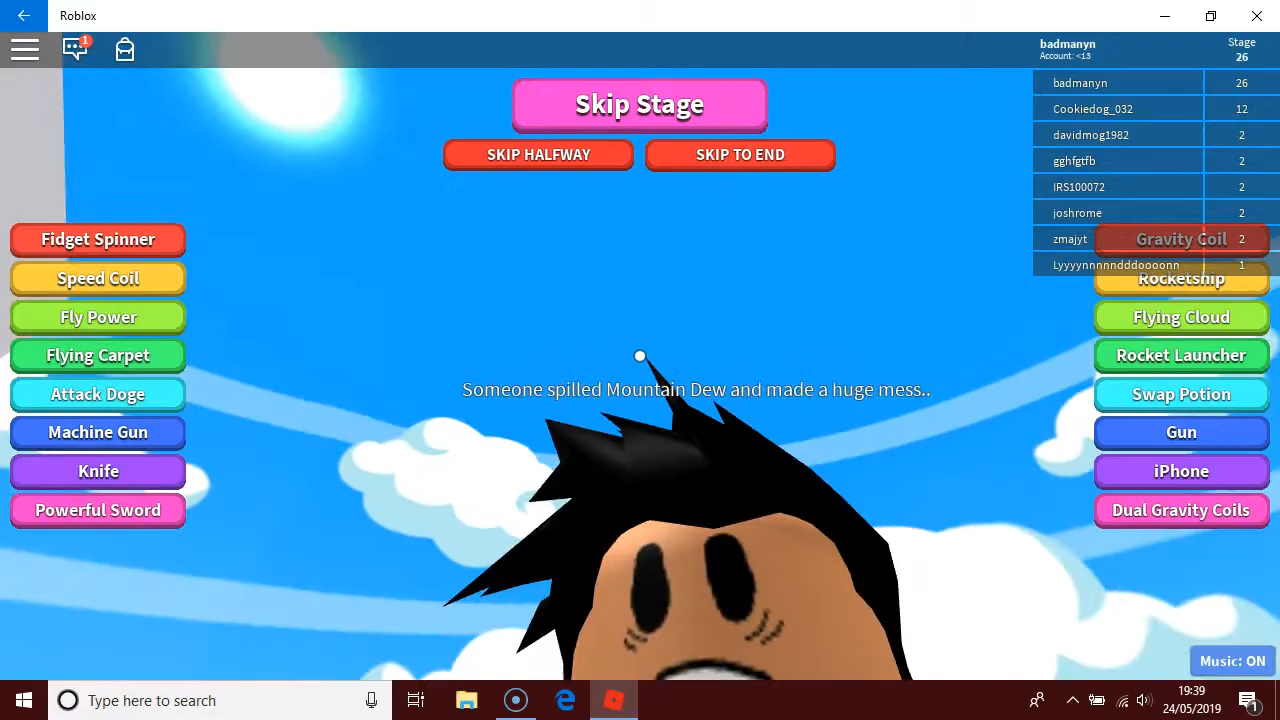 Roblox
1
badmanyn
Account: <13
Stage
26
badmanyn 26
Cookiedog_032 12
davidmog1982 2
gghfgtfb 2
IRS100072 2
joshrome 2
zmajyt 2
Lyyyynnnnndddoooonn 1
Skip Stage
SKIP HALFWAY
SKIP TO END
Fidget Spinner
Speed Coil
Fly Power
Flying Carpet
Attack Doge
Machine Gun
Knife
Powerful Sword
Someone spilled Mountain Dew and made a huge mess..
Gravity Coil
Rocketship
Flying Cloud
Rocket Launcher
Swap Potion
Gun
iPhone
Dual Gravity Coils
Music: ON
Type here to search
19:39
24/05/2019
1